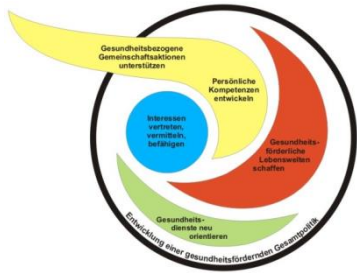 Gesundheitsbezogene
Gemeinschaftsaktionen
unterstützen
Persönliche
Kompetenzen
entwickeln
Interessen
vertreten,
vermitteln,
befähigen
Gesundheits-
förderliche
Lebenswelten
schaffen
Gesundheits-
dienste neu
orientieren
Entwicklung einer gesundheitsfördernden Gesamtpolitik